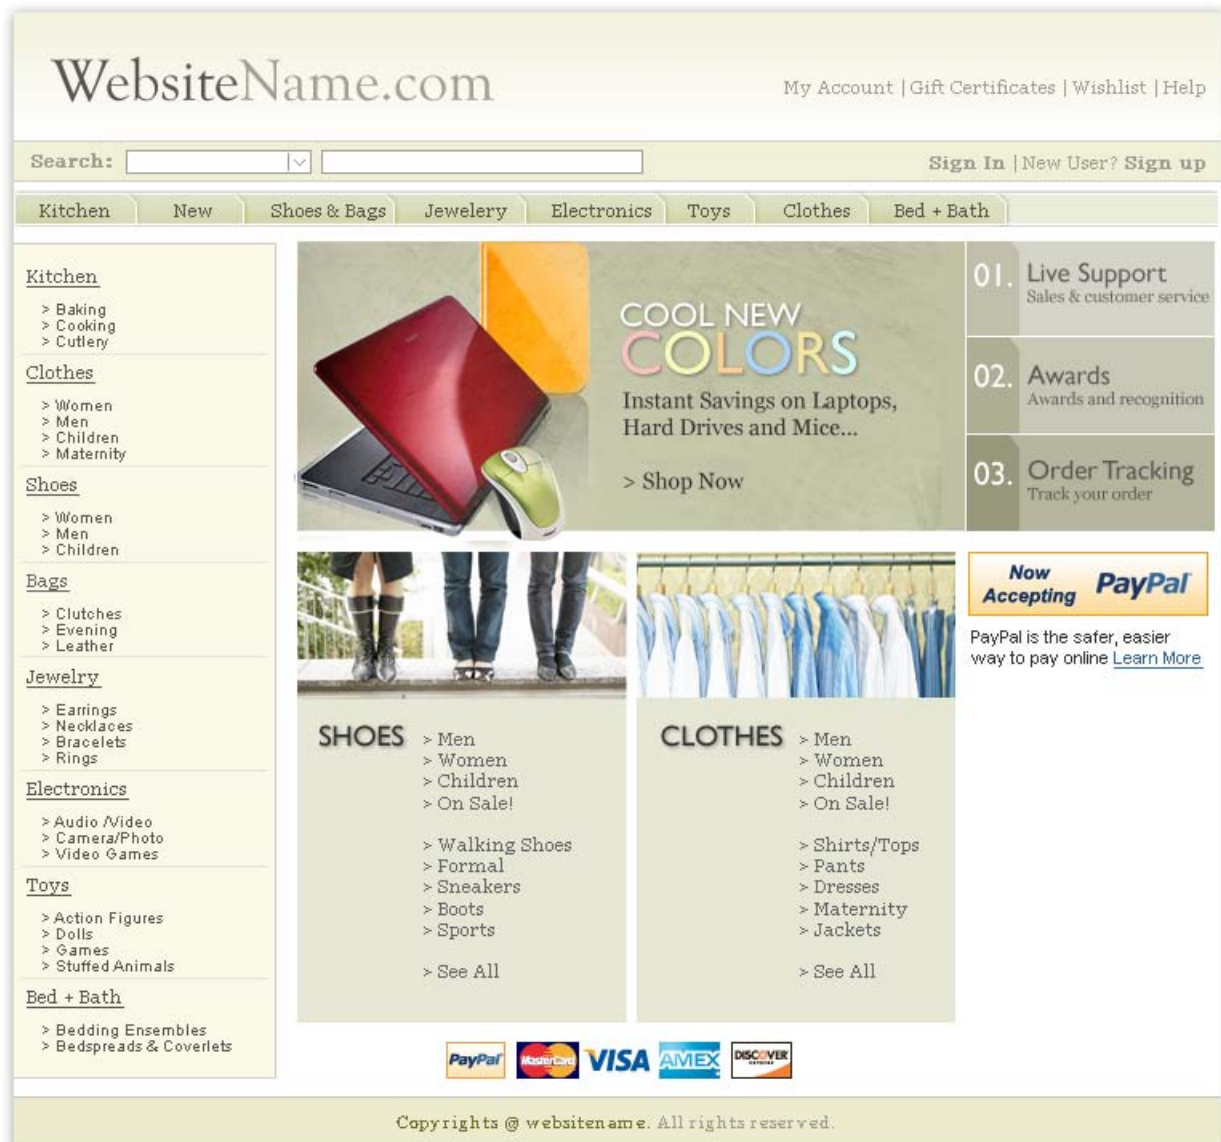 WebsiteName.com
My Account | Gift Certificates | Wishlist | Help
Search:
Sign In | New User? Sign up
Kitchen New Shoes & Bags Jewelery Electronics Toys Clothes Bed + Bath
Kitchen
> Baking
> Cooking
> Cutlery
Clothes
> Women
> Men
> Children
> Maternity
Shoes
> Women
> Men
> Children
Bags
> Clutches
> Evening
> Leather
Jewelry
> Earrings
> Necklaces
> Bracelets
> Rings
Electronics
> Audio /Video
> Camera/Photo
> Video Games
Toys
> Action Figures
> Dolls
> Games
> Stuffed Animals
Bed + Bath
> Bedding Ensembles
> Bedspreads & Coverlets
COOL NEW
COLORS
Instant Savings on Laptops,
Hard Drives and Mice...
> Shop Now
01. Live Support
Sales & customer service
02. Awards
Awards and recognition
03. Order Tracking
Track your order
SHOES
> Men
> Women
> Children
> On Sale!
> Walking Shoes
> Formal
> Sneakers
> Boots
> Sports
> See All
CLOTHES
> Men
> Women
> Children
> On Sale!
> Shirts/Tops
> Pants
> Dresses
> Maternity
> Jackets
> See All
Now
Accepting PayPal
PayPal is the safer, easier
way to pay online Learn More
PayPal MasterCard VISA AMEX DISCOVER
Copyrights @ websitename. All rights reserved.